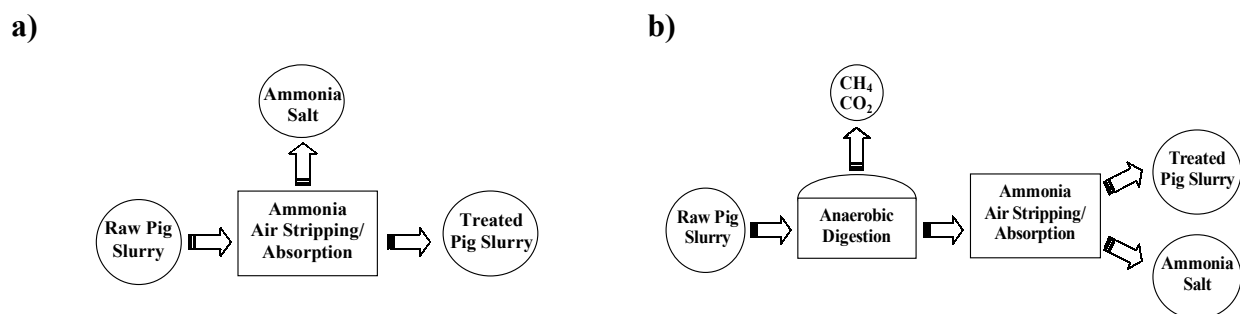 a)
Ammonia
Salt
Raw Pig
Slurry
Ammonia
Air Stripping/
Absorption
Treated
Pig Slurry
b)
CH₄
CO₂
Raw Pig
Slurry
Anaerobic
Digestion
Ammonia
Air Stripping/
Absorption
Treated
Pig Slurry
Ammonia
Salt